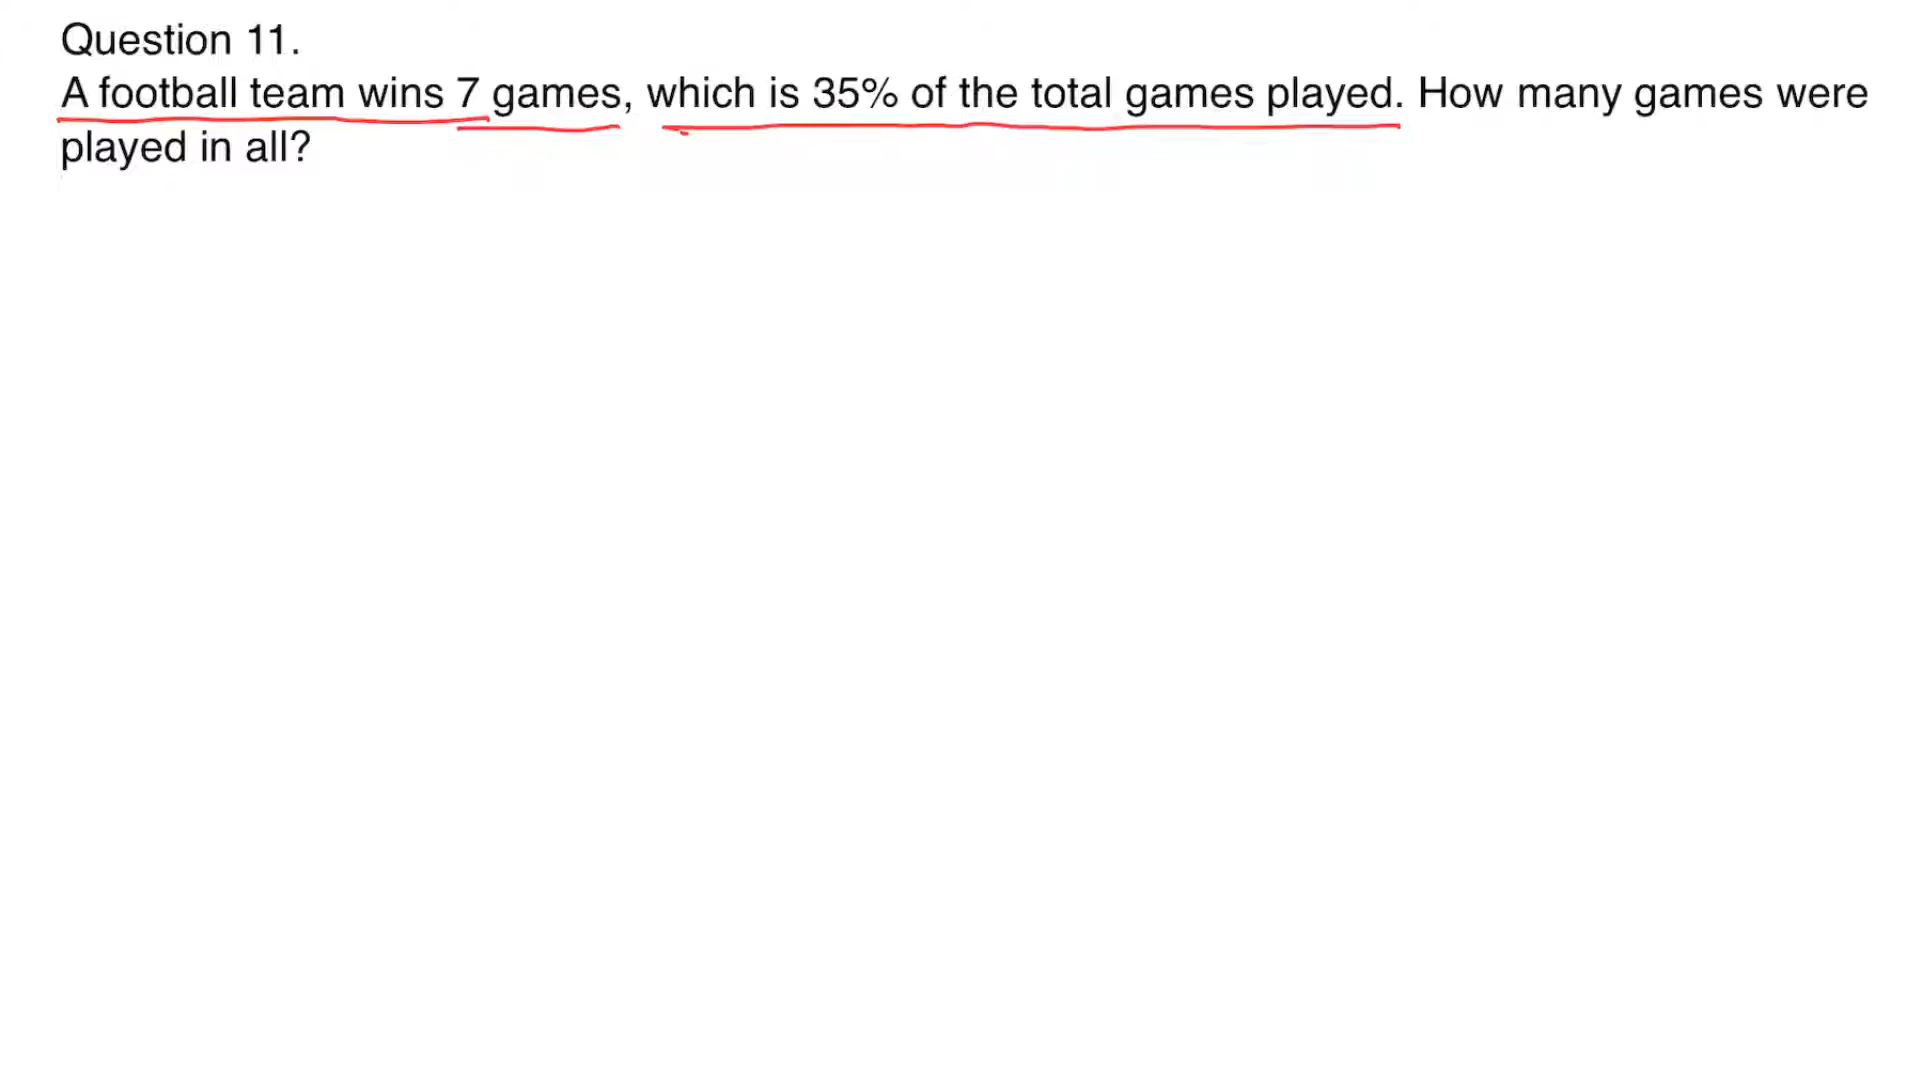 Question 11.
A football team wins 7 games, which is 35% of the total games played. How many games were
played in all?